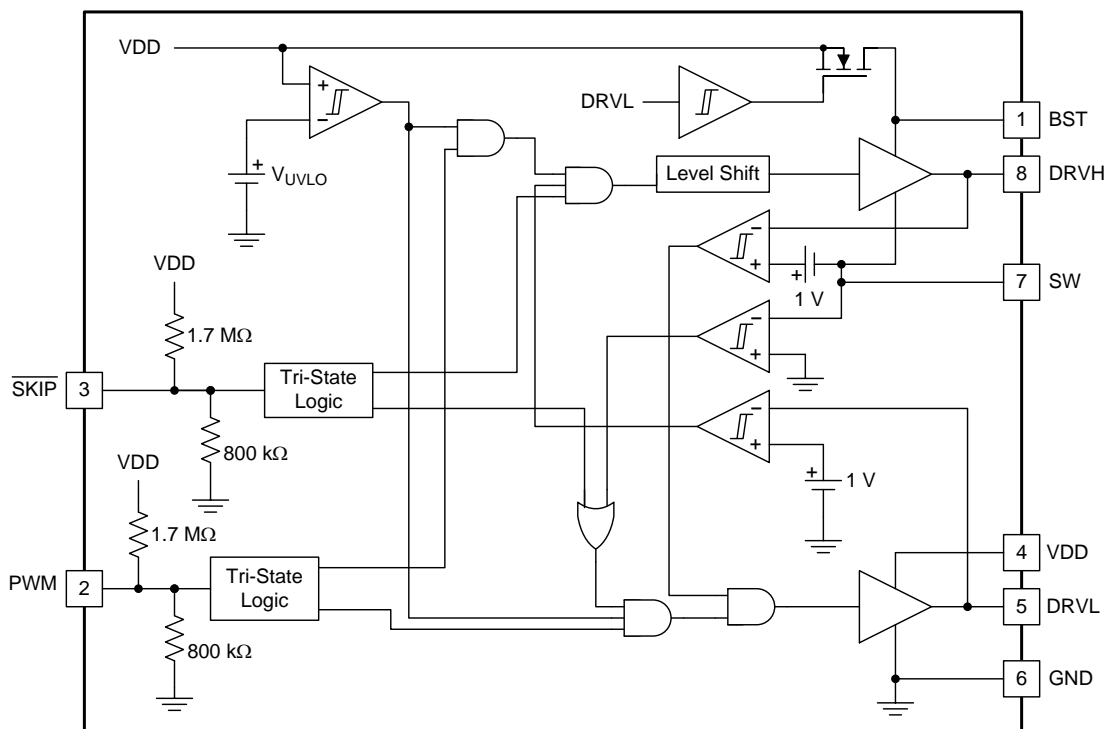 VDD
DRVL
+
−
+
V_UVLO
1 BST
Level Shift
8 DRVH
−
+
+
1 V
7 SW
VDD
1.7 MΩ
−
+
SKIP 3
Tri-State
Logic
800 kΩ
−
+
+
1 V
VDD
1.7 MΩ
4 VDD
PWM 2
Tri-State
Logic
5 DRVL
800 kΩ
6 GND